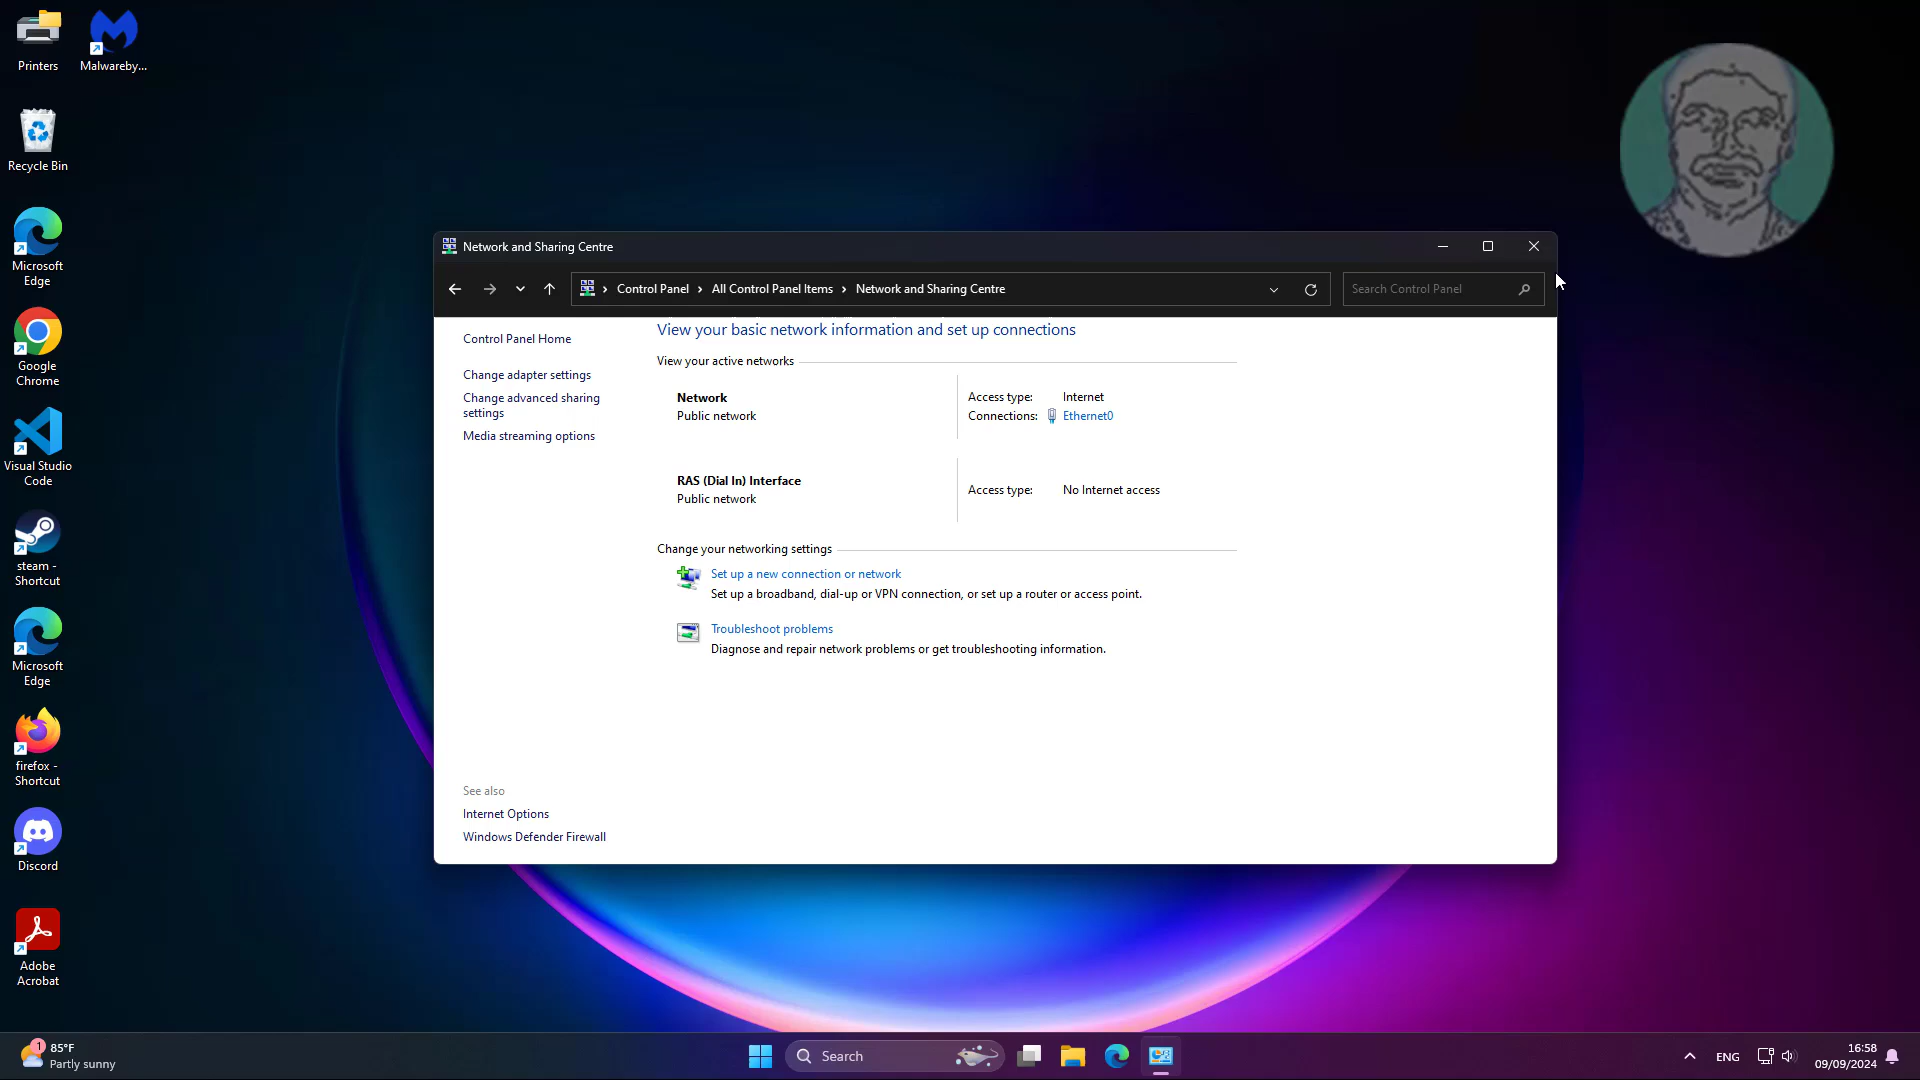 Printers
Malwareby...
Recycle Bin
Microsoft
Edge
Google
Chrome
Visual Studio
Code
steam -
Shortcut
Microsoft
Edge
firefox -
Shortcut
Discord
Adobe
Acrobat
Network and Sharing Centre
Control Panel
All Control Panel Items
Network and Sharing Centre
Search Control Panel
Control Panel Home
Change adapter settings
Change advanced sharing
settings
Media streaming options
View your basic network information and set up connections
View your active networks
Network
Public network
Access type: Internet
Connections: Ethernet0
RAS (Dial In) Interface
Public network
Access type: No Internet access
Change your networking settings
Set up a new connection or network
Set up a broadband, dial-up or VPN connection, or set up a router or access point.
Troubleshoot problems
Diagnose and repair network problems or get troubleshooting information.
See also
Internet Options
Windows Defender Firewall
1
85°F
Partly sunny
Search
ENG
16:58
09/09/2024